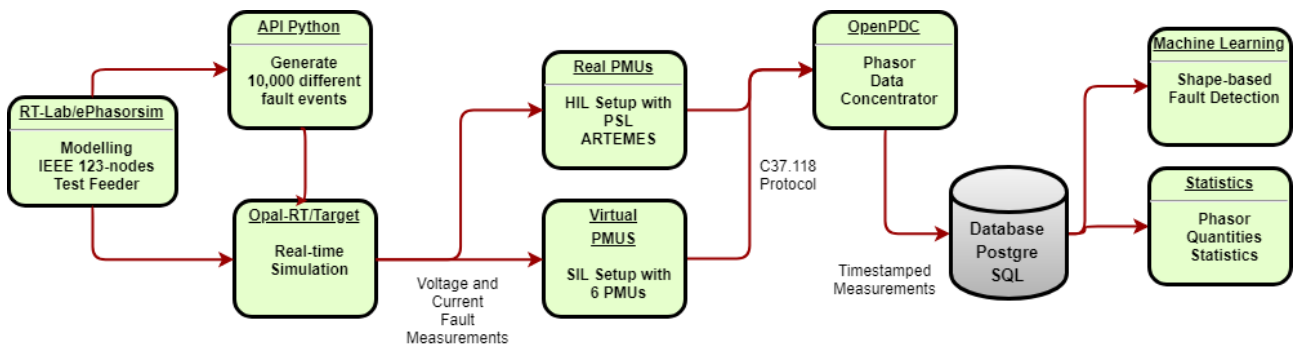 RT-Lab/ePhasorsim
Modelling
IEEE 123-nodes
Test Feeder
API Python
Generate
10,000 different
fault events
Opal-RT/Target
Real-time
Simulation
Voltage and
Current
Fault
Measurements
Real PMUs
HIL Setup with
PSL
ARTEMES
Virtual
PMUS
SIL Setup with
6 PMUs
C37.118
Protocol
OpenPDC
Phasor
Data
Concentrator
Timestamped
Measurements
Database
Postgre
SQL
Machine Learning
Shape-based
Fault Detection
Statistics
Phasor
Quantities
Statistics